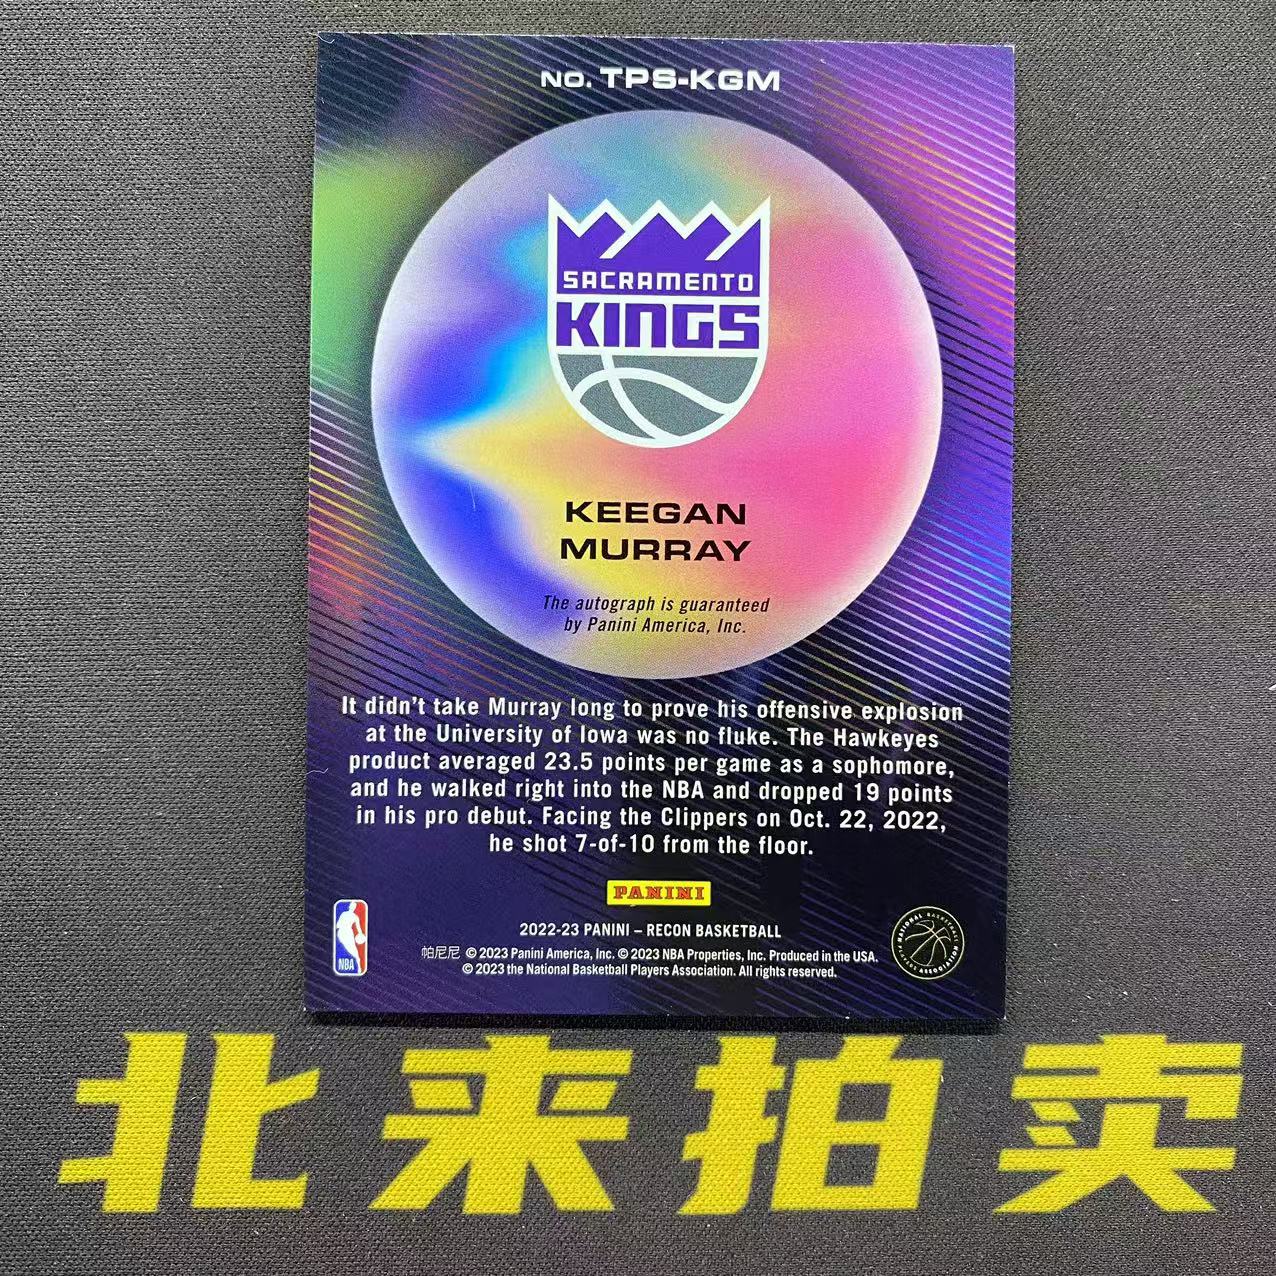 NO. TPS-KGM
SACRAMENTO
KINGS
KEEGAN
MURRAY
The autograph is guaranteed
by Panini America, Inc.
It didn't take Murray long to prove his offensive explosion
at the University of Iowa was no fluke. The Hawkeyes
product averaged 23.5 points per game as a sophomore,
and he walked right into the NBA and dropped 19 points
in his pro debut. Facing the Clippers on Oct. 22, 2022,
he shot 7-of-10 from the floor.
PANINI
2022-23 PANINI – RECON BASKETBALL
帕尼尼 © 2023 Panini America, Inc. © 2023 NBA Properties, Inc. Produced in the USA.
© 2023 the National Basketball Players Association. All rights reserved.
NBA
NATIONAL BASKETBALL
PLAYERS ASSOCIATION
北来拍卖